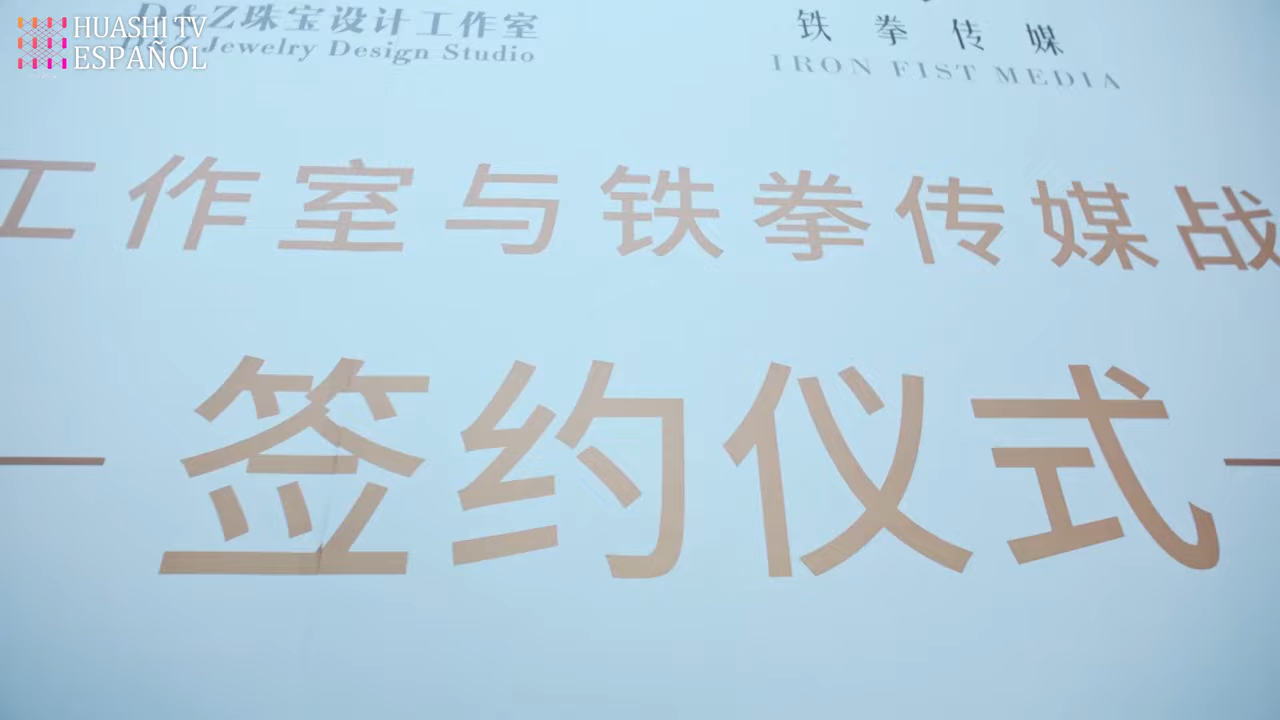 HUASHI TV
ESPAÑOL
D&Z珠宝设计工作室
D&Z Jewelry Design Studio
铁拳传媒
IRON FIST MEDIA
工作室与铁拳传媒战
签约仪式